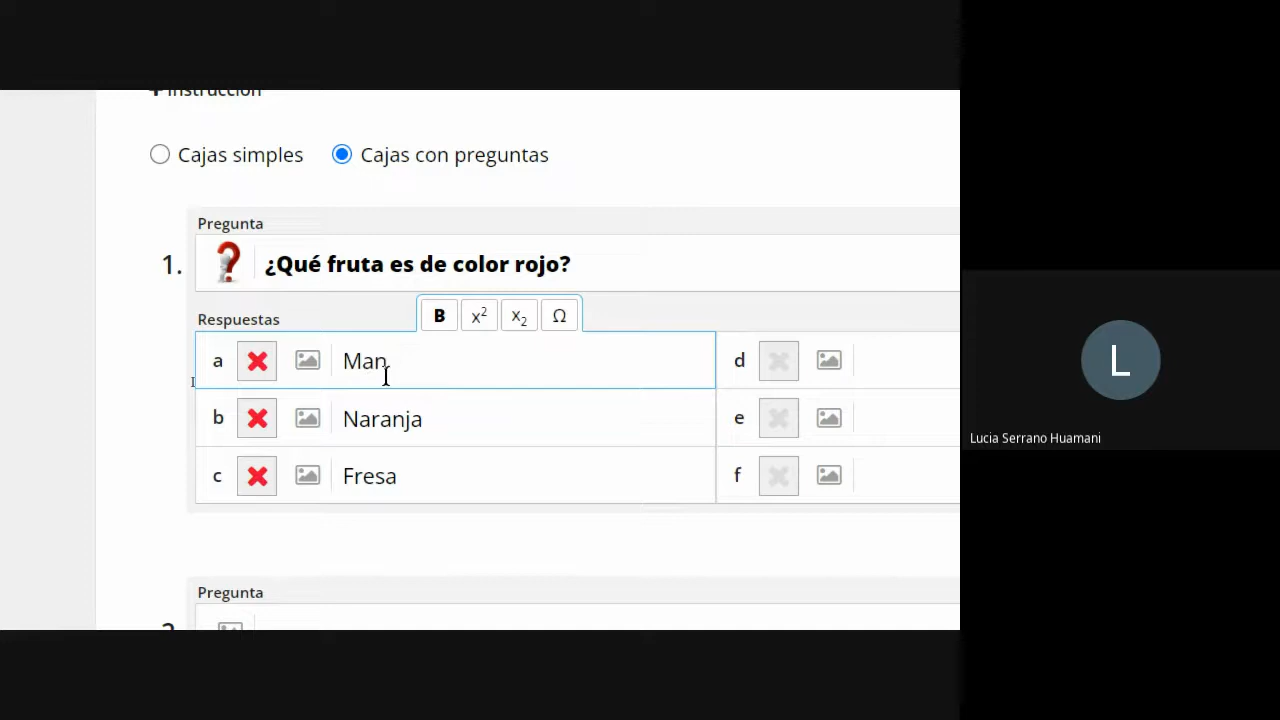 Instrucción
Cajas simples
Cajas con preguntas
Pregunta
1.
¿Qué fruta es de color rojo?
Respuestas
B x² x₂ Ω
a Man
b Naranja
c Fresa
d
e
f
Pregunta
L
Lucia Serrano Huamani